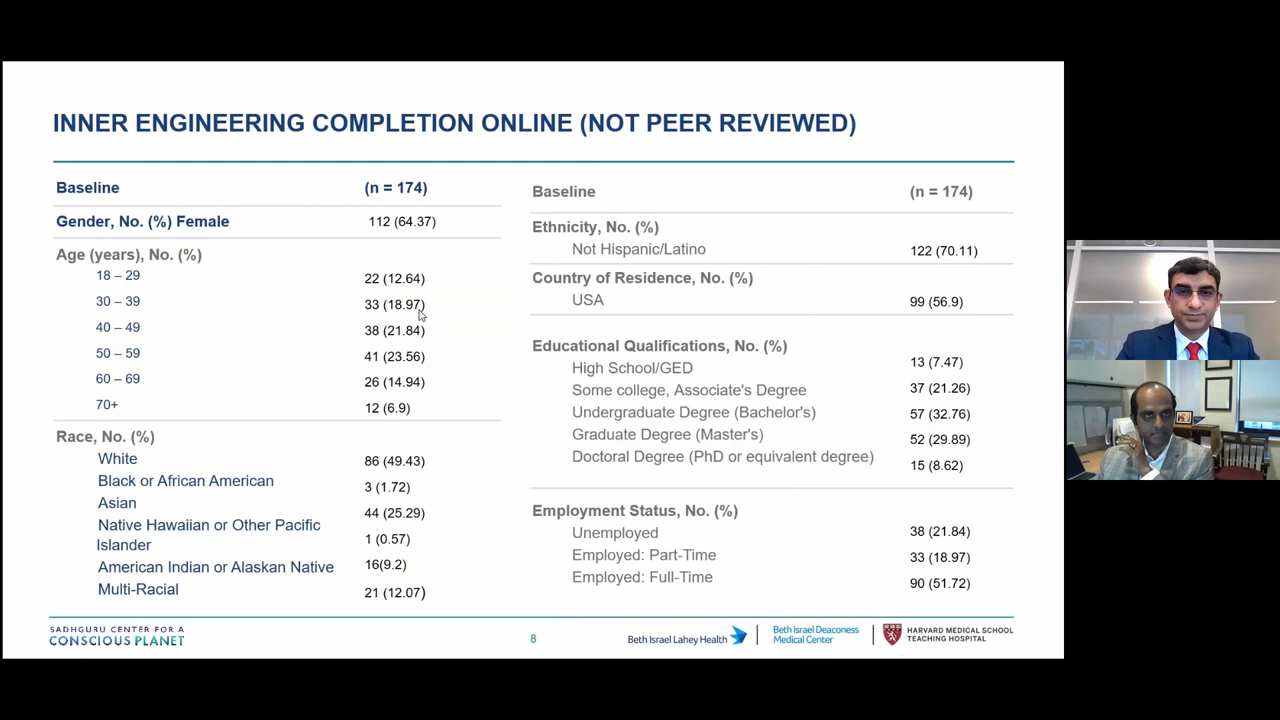 INNER ENGINEERING COMPLETION ONLINE (NOT PEER REVIEWED)
Baseline (n = 174)
Gender, No. (%) Female 112 (64.37)
Age (years), No. (%)
18 – 29 22 (12.64)
30 – 39 33 (18.97)
40 – 49 38 (21.84)
50 – 59 41 (23.56)
60 – 69 26 (14.94)
70+ 12 (6.9)
Race, No. (%)
White 86 (49.43)
Black or African American 3 (1.72)
Asian 44 (25.29)
Native Hawaiian or Other Pacific
Islander 1 (0.57)
American Indian or Alaskan Native 16(9.2)
Multi-Racial 21 (12.07)
Baseline (n = 174)
Ethnicity, No. (%)
Not Hispanic/Latino 122 (70.11)
Country of Residence, No. (%)
USA 99 (56.9)
Educational Qualifications, No. (%)
High School/GED 13 (7.47)
Some college, Associate's Degree 37 (21.26)
Undergraduate Degree (Bachelor's) 57 (32.76)
Graduate Degree (Master's) 52 (29.89)
Doctoral Degree (PhD or equivalent degree) 15 (8.62)
Employment Status, No. (%)
Unemployed 38 (21.84)
Employed: Part-Time 33 (18.97)
Employed: Full-Time 90 (51.72)
SADHGURU CENTER FOR A
CONSCIOUS PLANET
8
Beth Israel Lahey Health
Beth Israel Deaconess
Medical Center
HARVARD MEDICAL SCHOOL
TEACHING HOSPITAL